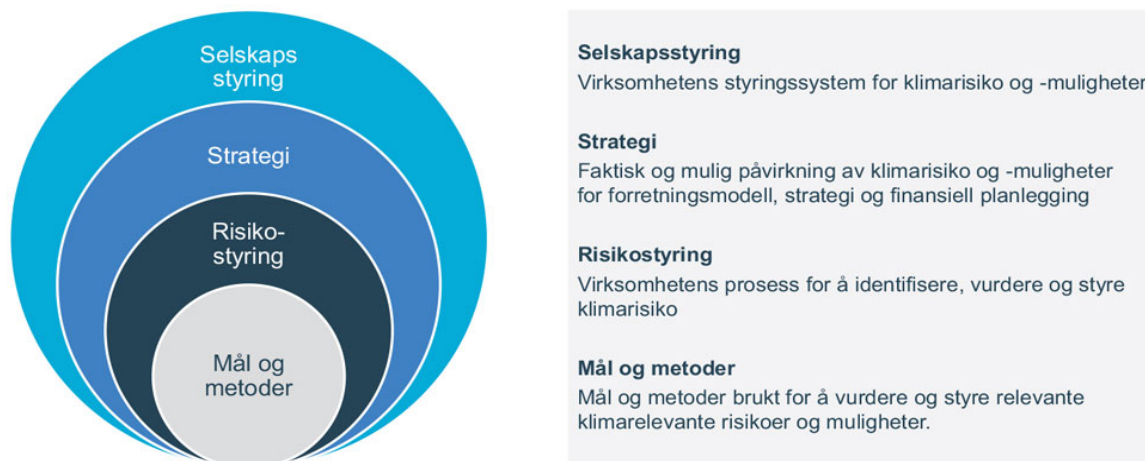 Selskaps
styring
Strategi
Risiko-
styring
Mål og
metoder
Selskapsstyring
Virksomhetens styringssystem for klimarisiko og -muligheter
Strategi
Faktisk og mulig påvirkning av klimarisiko og -muligheter
for forretningsmodell, strategi og finansiell planlegging
Risikostyring
Virksomhetens prosess for å identifisere, vurdere og styre
klimarisiko
Mål og metoder
Mål og metoder brukt for å vurdere og styre relevante
klimarelevante risikoer og muligheter.